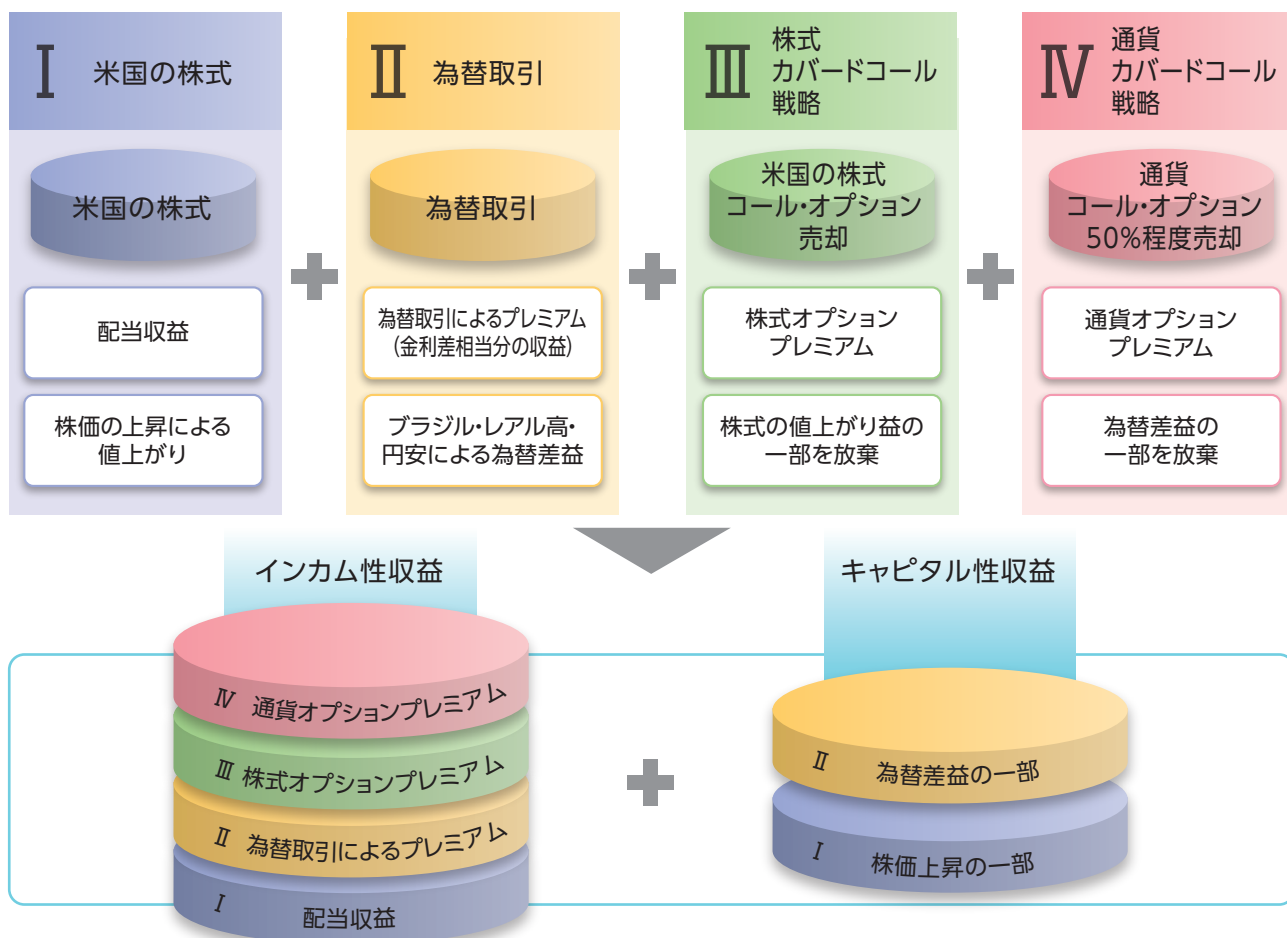 Ⅰ 米国の株式
Ⅱ 為替取引
Ⅲ 株式
カバードコール
戦略
Ⅳ 通貨
カバードコール
戦略
米国の株式
為替取引
米国の株式
コール・オプション
売却
通貨
コール・オプション
50%程度売却
配当収益
為替取引によるプレミアム
(金利差相当分の収益)
株式オプション
プレミアム
通貨オプション
プレミアム
株価の上昇による
値上がり
ブラジル・レアル高・
円安による為替差益
株式の値上がり益の
一部を放棄
為替差益の
一部を放棄
インカム性収益
Ⅳ 通貨オプションプレミアム
Ⅲ 株式オプションプレミアム
Ⅱ 為替取引によるプレミアム
Ⅰ 配当収益
キャピタル性収益
Ⅱ 為替差益の一部
Ⅰ 株価上昇の一部